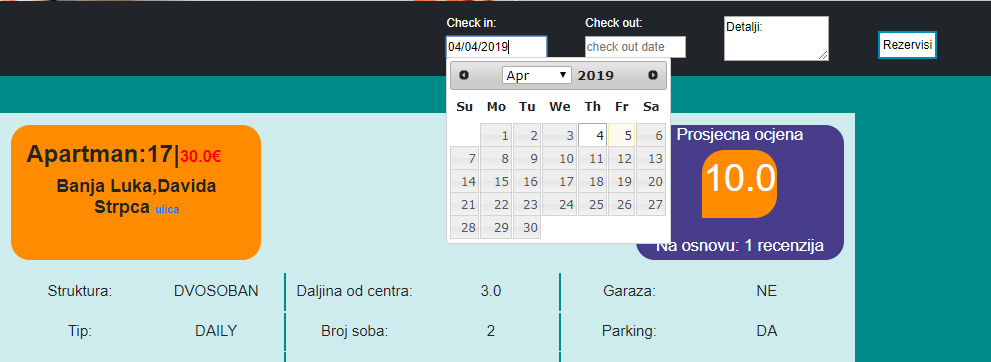 Check in:
Check out:
Detalji:
04/04/2019
check out date
Rezervisi
Apr 2019
Su Mo Tu We Th Fr Sa
1 2 3 4 5 6
7 8 9 10 11 12 13
14 15 16 17 18 19 20
21 22 23 24 25 26 27
28 29 30
Apartman:17|30.0€
Banja Luka,Davida
Strpca ulica
Prosjecna ocjena
10.0
Na osnovu: 1 recenzija
Struktura: DVOSOBAN Daljina od centra: 3.0 Garaza: NE
Tip: DAILY Broj soba: 2 Parking: DA